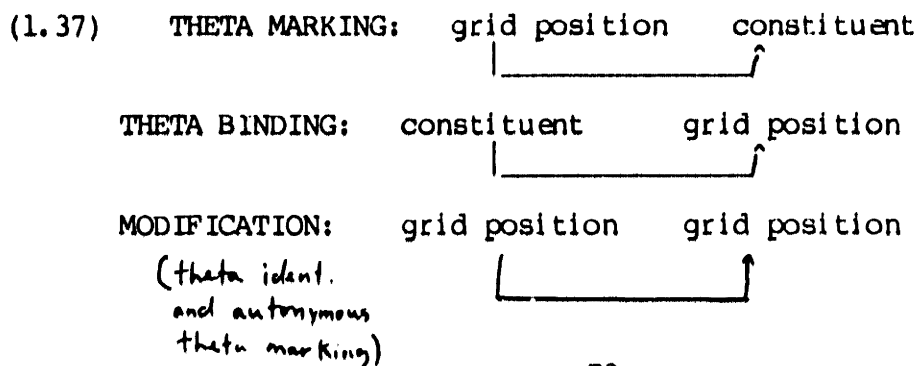 (1.37) THETA MARKING: grid position constituent
THETA BINDING: constituent grid position
MODIFICATION: grid position grid position
(theta ident.
and autonymous
theta marking)